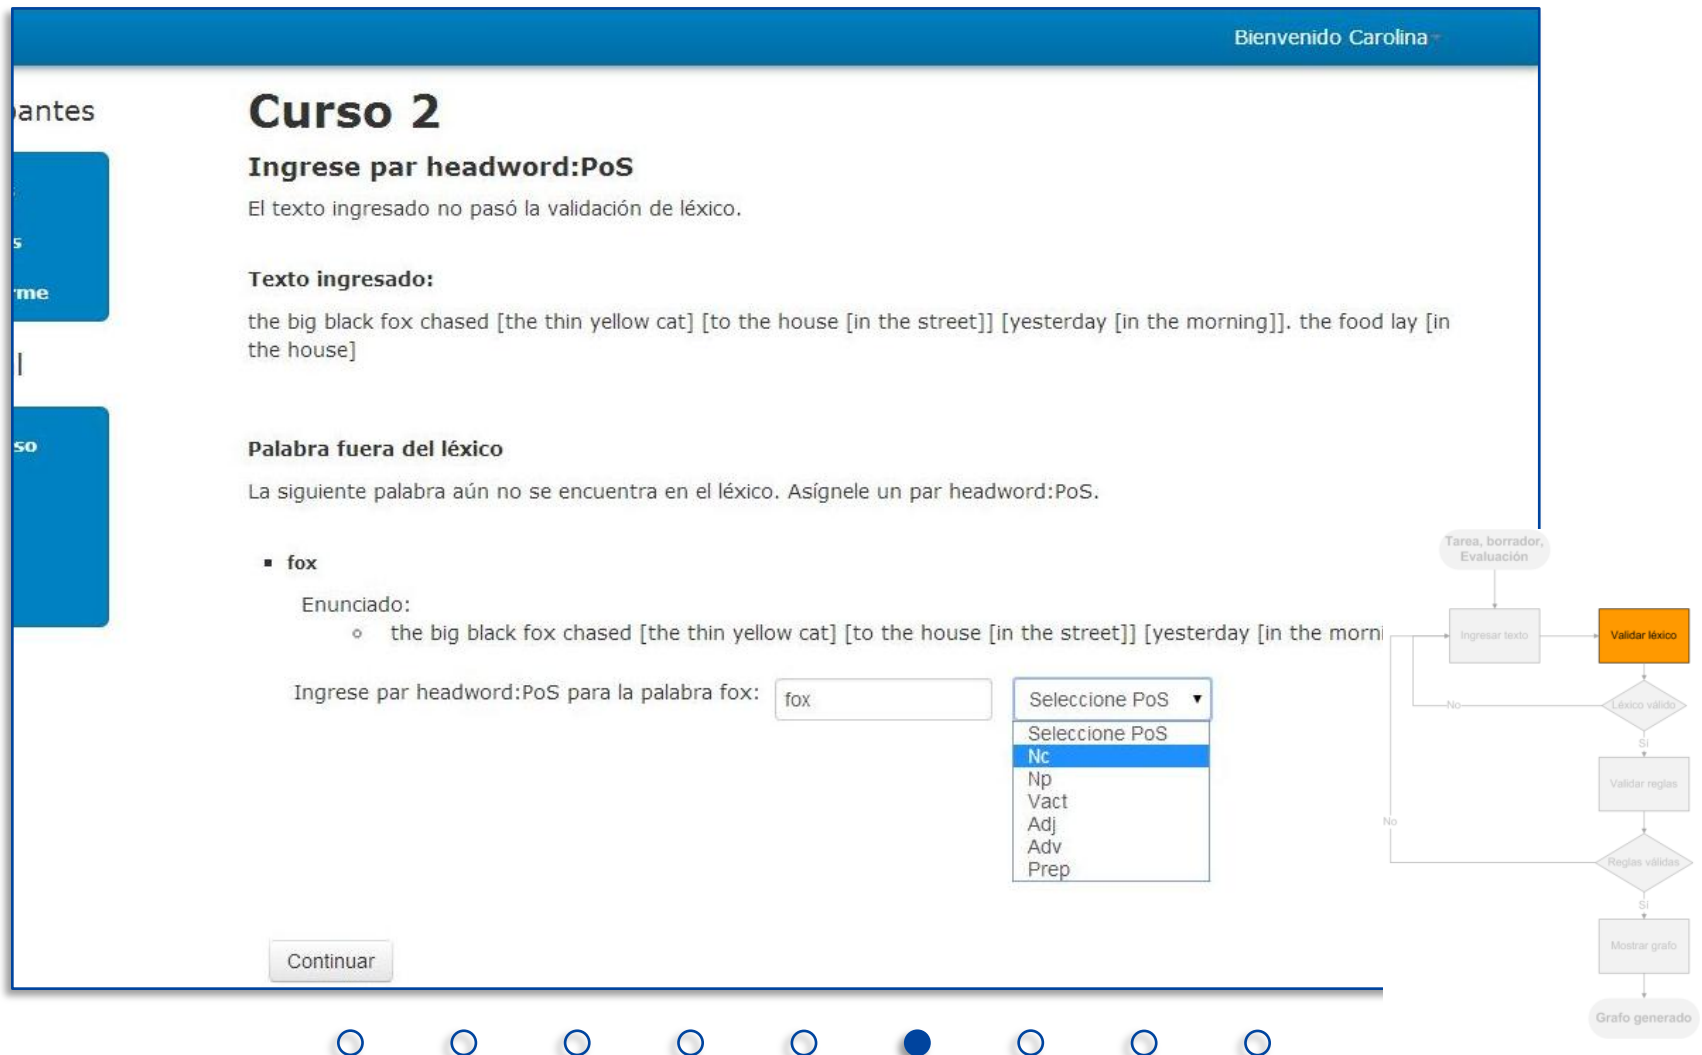 Bienvenido Carolina
Curso 2
Ingrese par headword:PoS
El texto ingresado no pasó la validación de léxico.
Texto ingresado:
the big black fox chased [the thin yellow cat] [to the house [in the street]] [yesterday [in the morning]]. the food lay [in
the house]
so
Palabra fuera del léxico
La siguiente palabra aún no se encuentra en el léxico. Asígnele un par headword:PoS.
fox
Enunciado:
the big black fox chased [the thin yellow cat] [to the house [in the street]] [yesterday [in the morni
Ingrese par headword:PoS para la palabra fox:
fox
Seleccione PoS
Seleccione PoS
Nc
Np
Vact
Adj
Adv
Prep
Continuar
Tarea, borrador,
Evaluación
Ingresar texto
Validar léxico
Léxico válido
No
Si
Validar reglas
No
Reglas válidas
Si
Mostrar grafo
Grafo generado